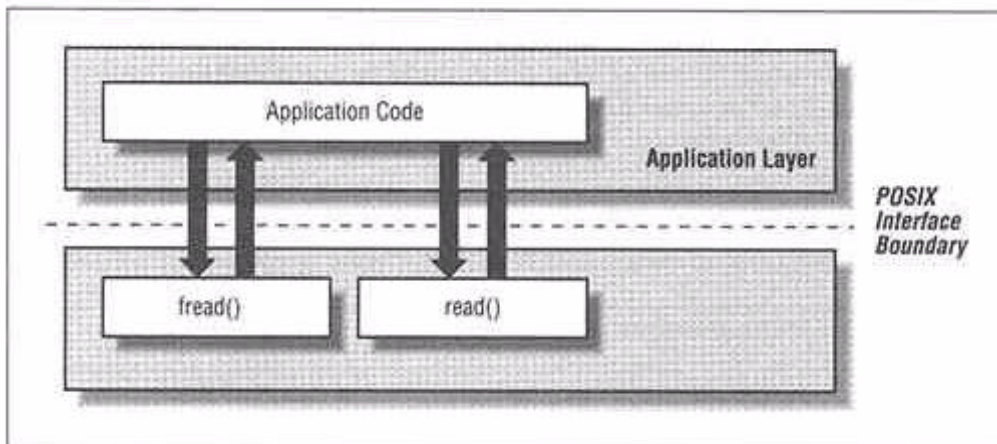 Application Code
Application Layer
POSIX
Interface
Boundary
fread()
read()